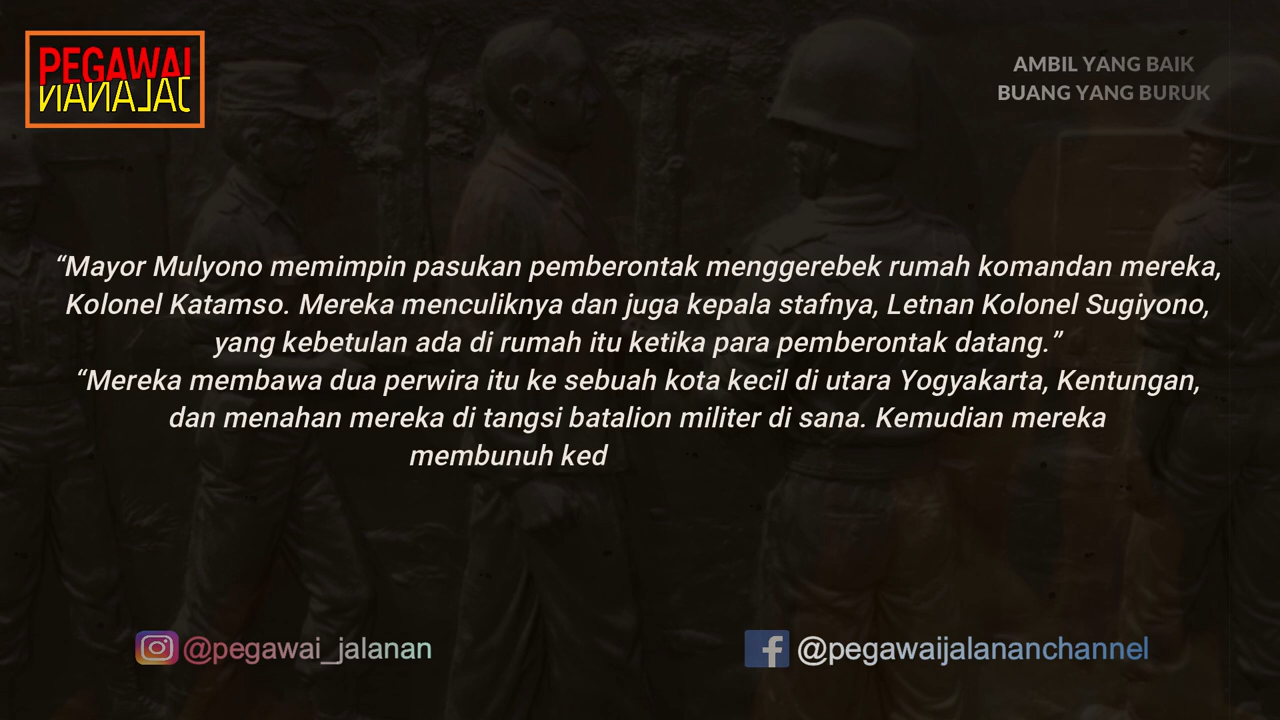 PEGAWAI
JALANAN
AMBIL YANG BAIK
BUANG YANG BURUK
“Mayor Mulyono memimpin pasukan pemberontak menggerebek rumah komandan mereka,
Kolonel Katamso. Mereka menculiknya dan juga kepala stafnya, Letnan Kolonel Sugiyono,
yang kebetulan ada di rumah itu ketika para pemberontak datang.”
“Mereka membawa dua perwira itu ke sebuah kota kecil di utara Yogyakarta, Kentungan,
dan menahan mereka di tangsi batalion militer di sana. Kemudian mereka
membunuh ked
@pegawai_jalanan
@pegawaijalananchannel